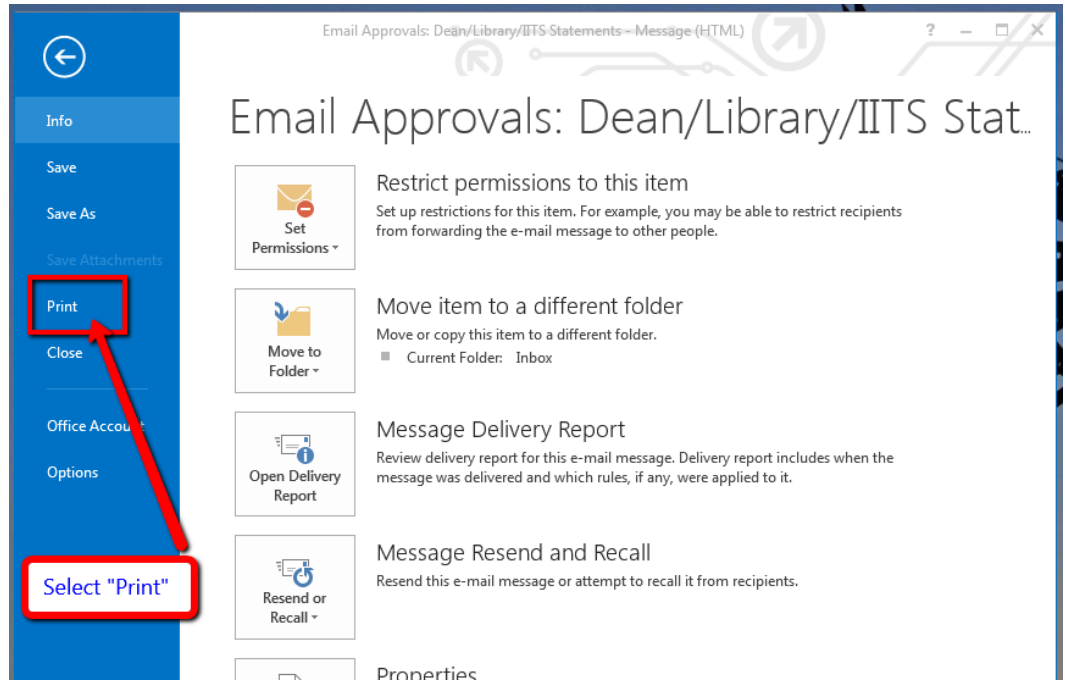 Email Approvals: Dean/Library/IITS Statements - Message (HTML)
?
Info
Save
Save As
Save Attachments
Print
Close
Office Account
Options
Select "Print"
Email Approvals: Dean/Library/IITS Stat...
Set
Permissions
Restrict permissions to this item
Set up restrictions for this item. For example, you may be able to restrict recipients
from forwarding the e-mail message to other people.
Move to
Folder
Move item to a different folder
Move or copy this item to a different folder.
Current Folder: Inbox
Open Delivery
Report
Message Delivery Report
Review delivery report for this e-mail message. Delivery report includes when the
message was delivered and which rules, if any, were applied to it.
Resend or
Recall
Message Resend and Recall
Resend this e-mail message or attempt to recall it from recipients.
Properties